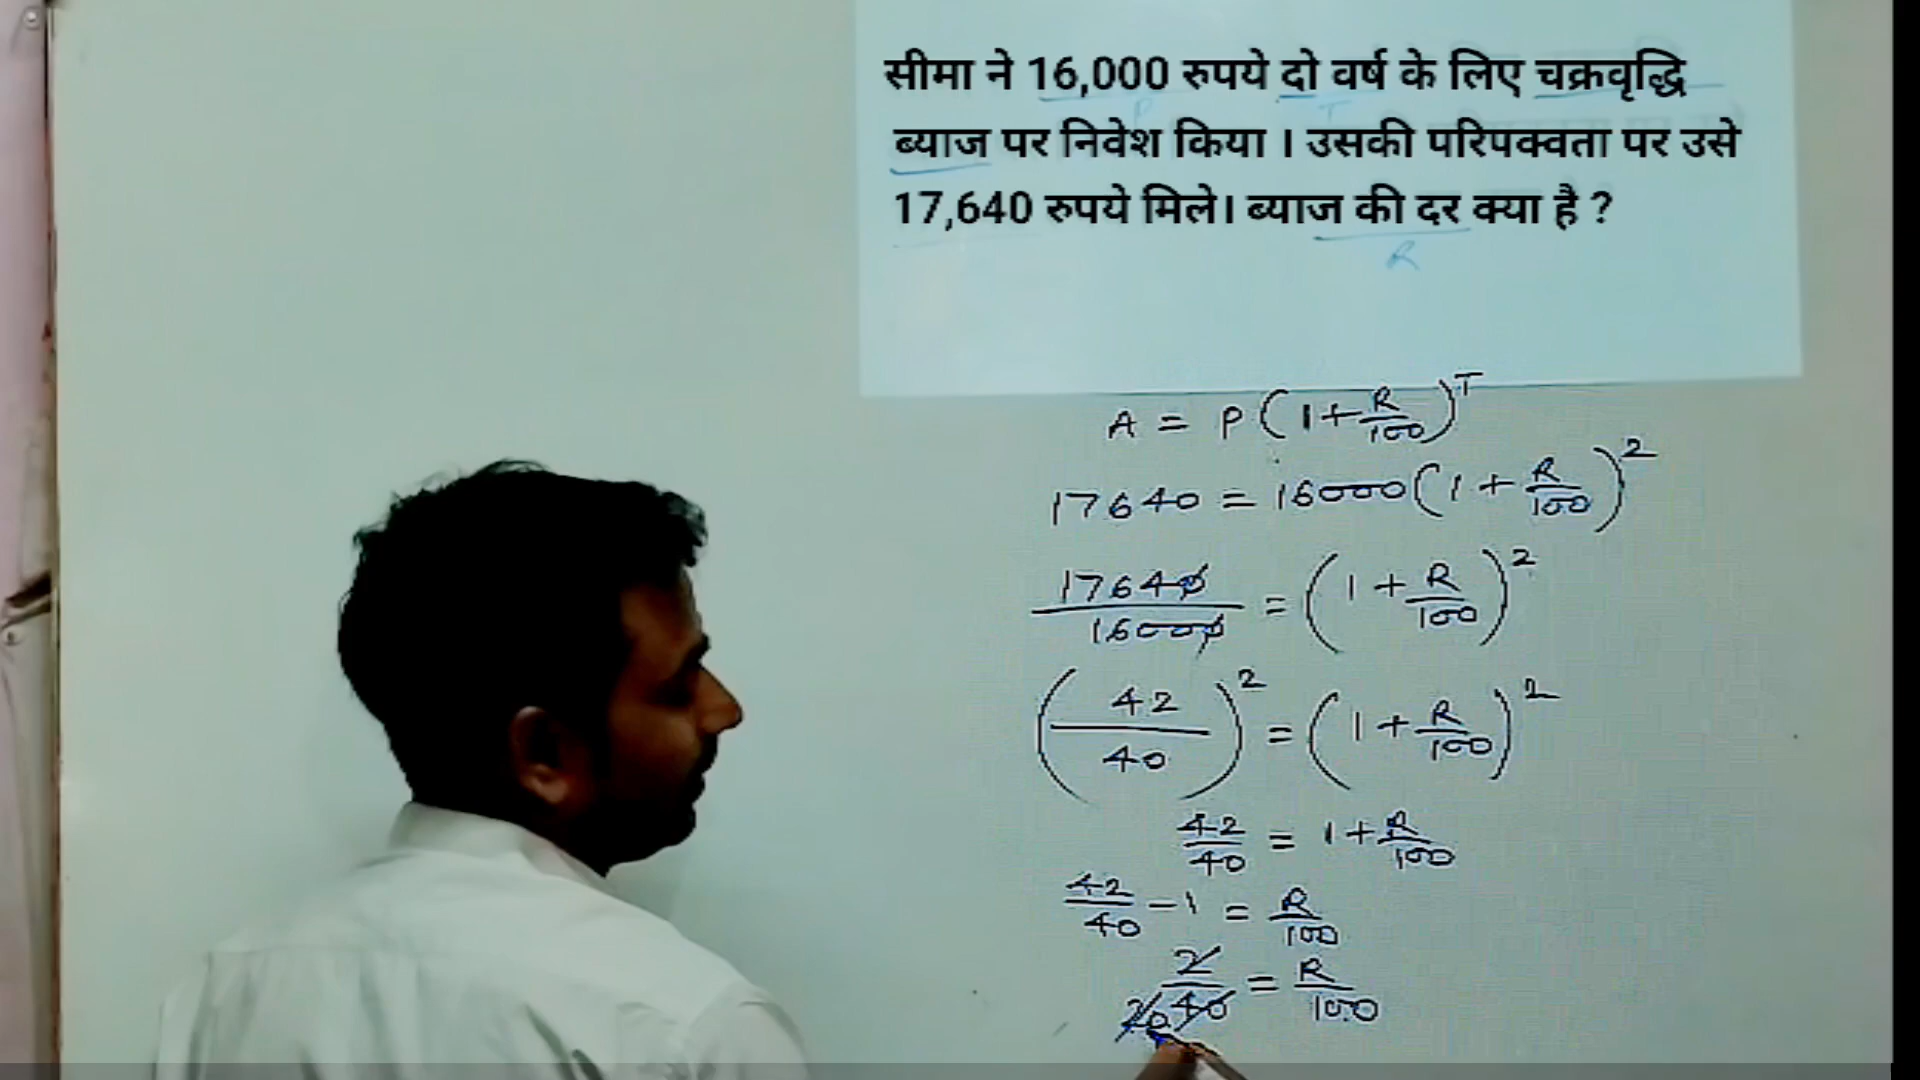 सीमा ने 16,000 रुपये दो वर्ष के लिए चक्रवृद्धि
P T
ब्याज पर निवेश किया । उसकी परिपक्वता पर उसे
17,640 रुपये मिले। ब्याज की दर क्या है ?
R
A = P(1+R/100)^T
17640 = 16000(1+R/100)^2
17640/16000 = (1+R/100)^2
(42/40)^2 = (1+R/100)^2
42/40 = 1+R/100
42/40 - 1 = R/100
2/40 = R/100
20